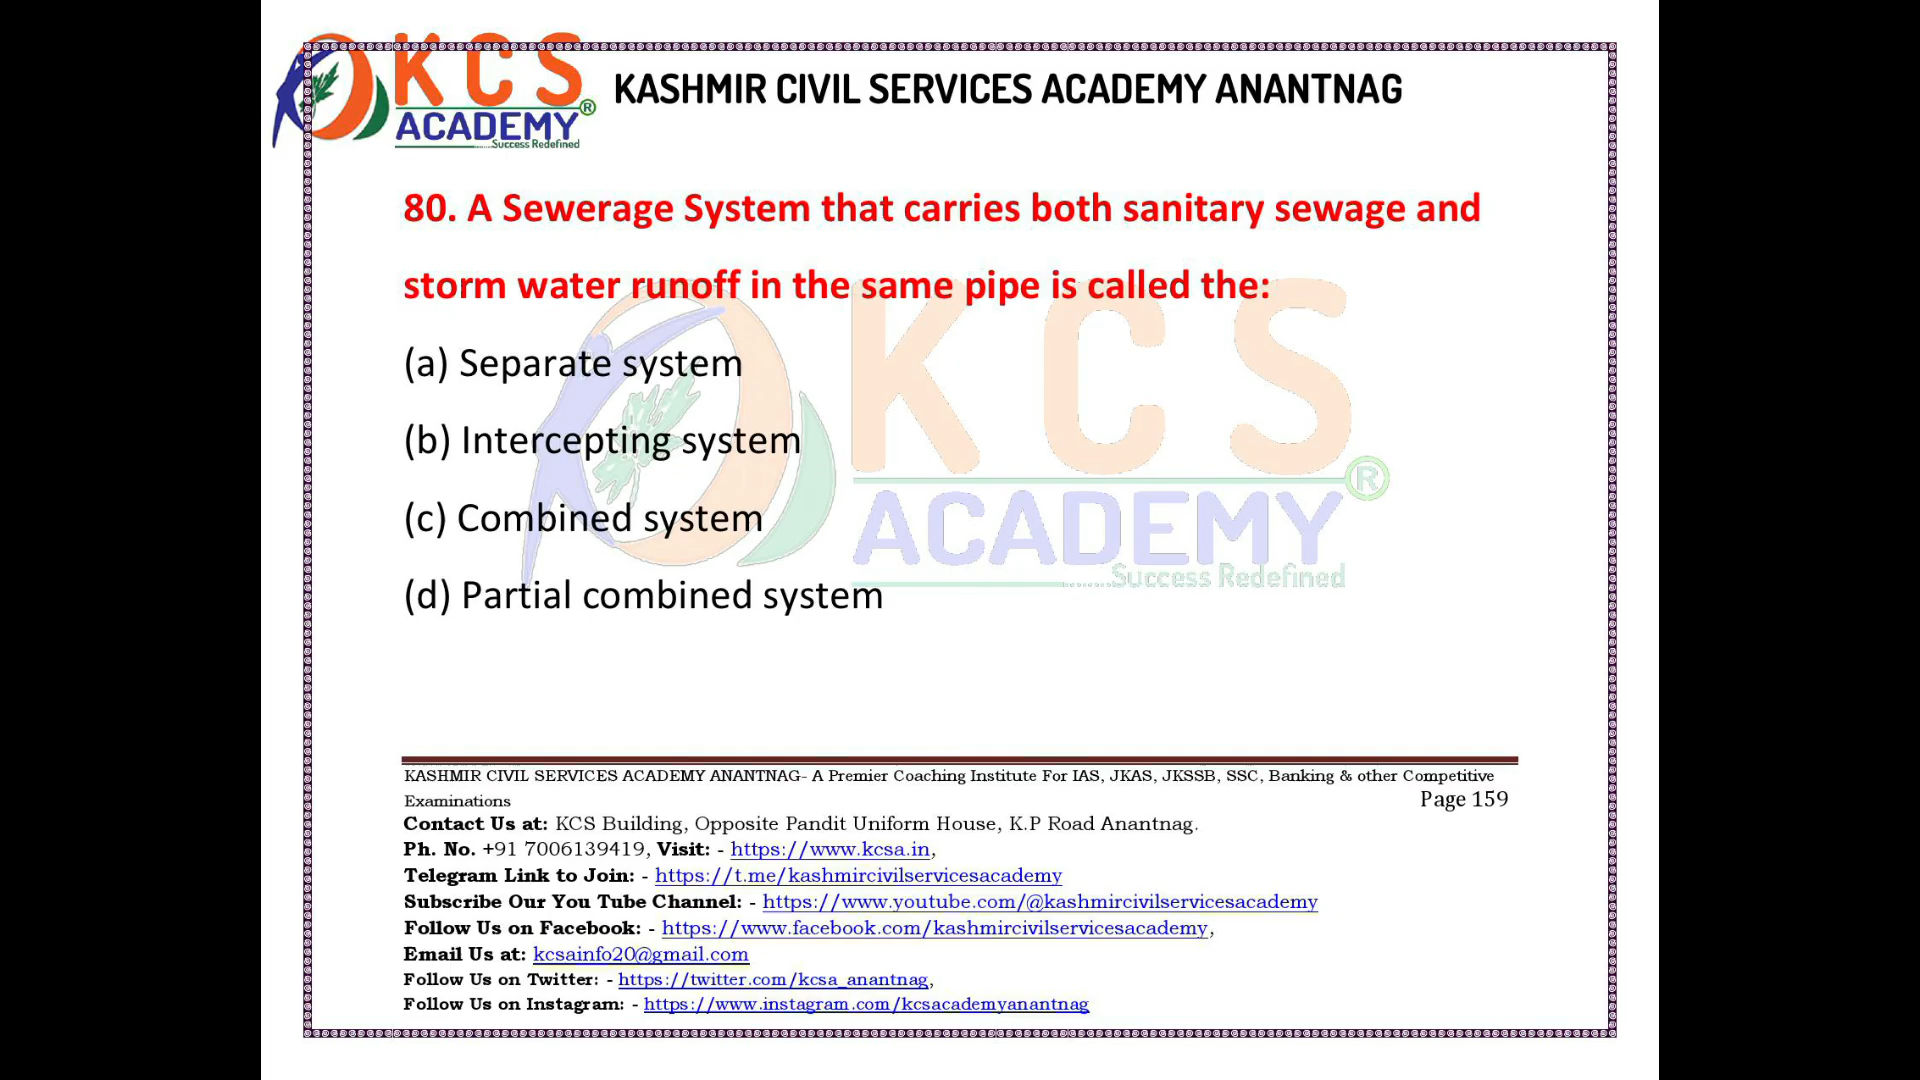 KCS
ACADEMY®
......Success Redefined
KASHMIR CIVIL SERVICES ACADEMY ANANTNAG
80. A Sewerage System that carries both sanitary sewage and
storm water runoff in the same pipe is called the:
(a) Separate system
(b) Intercepting system
(c) Combined system
(d) Partial combined system
KCS
ACADEMY®
.......Success Redefined
KASHMIR CIVIL SERVICES ACADEMY ANANTNAG- A Premier Coaching Institute For IAS, JKAS, JKSSB, SSC, Banking & other Competitive
Examinations Page 159
Contact Us at: KCS Building, Opposite Pandit Uniform House, K.P Road Anantnag.
Ph. No. +91 7006139419, Visit: - https://www.kcsa.in,
Telegram Link to Join: - https://t.me/kashmircivilservicesacademy
Subscribe Our You Tube Channel: - https://www.youtube.com/@kashmircivilservicesacademy
Follow Us on Facebook: - https://www.facebook.com/kashmircivilservicesacademy,
Email Us at: kcsainfo20@gmail.com
Follow Us on Twitter: - https://twitter.com/kcsa_anantnag,
Follow Us on Instagram: - https://www.instagram.com/kcsacademyanantnag